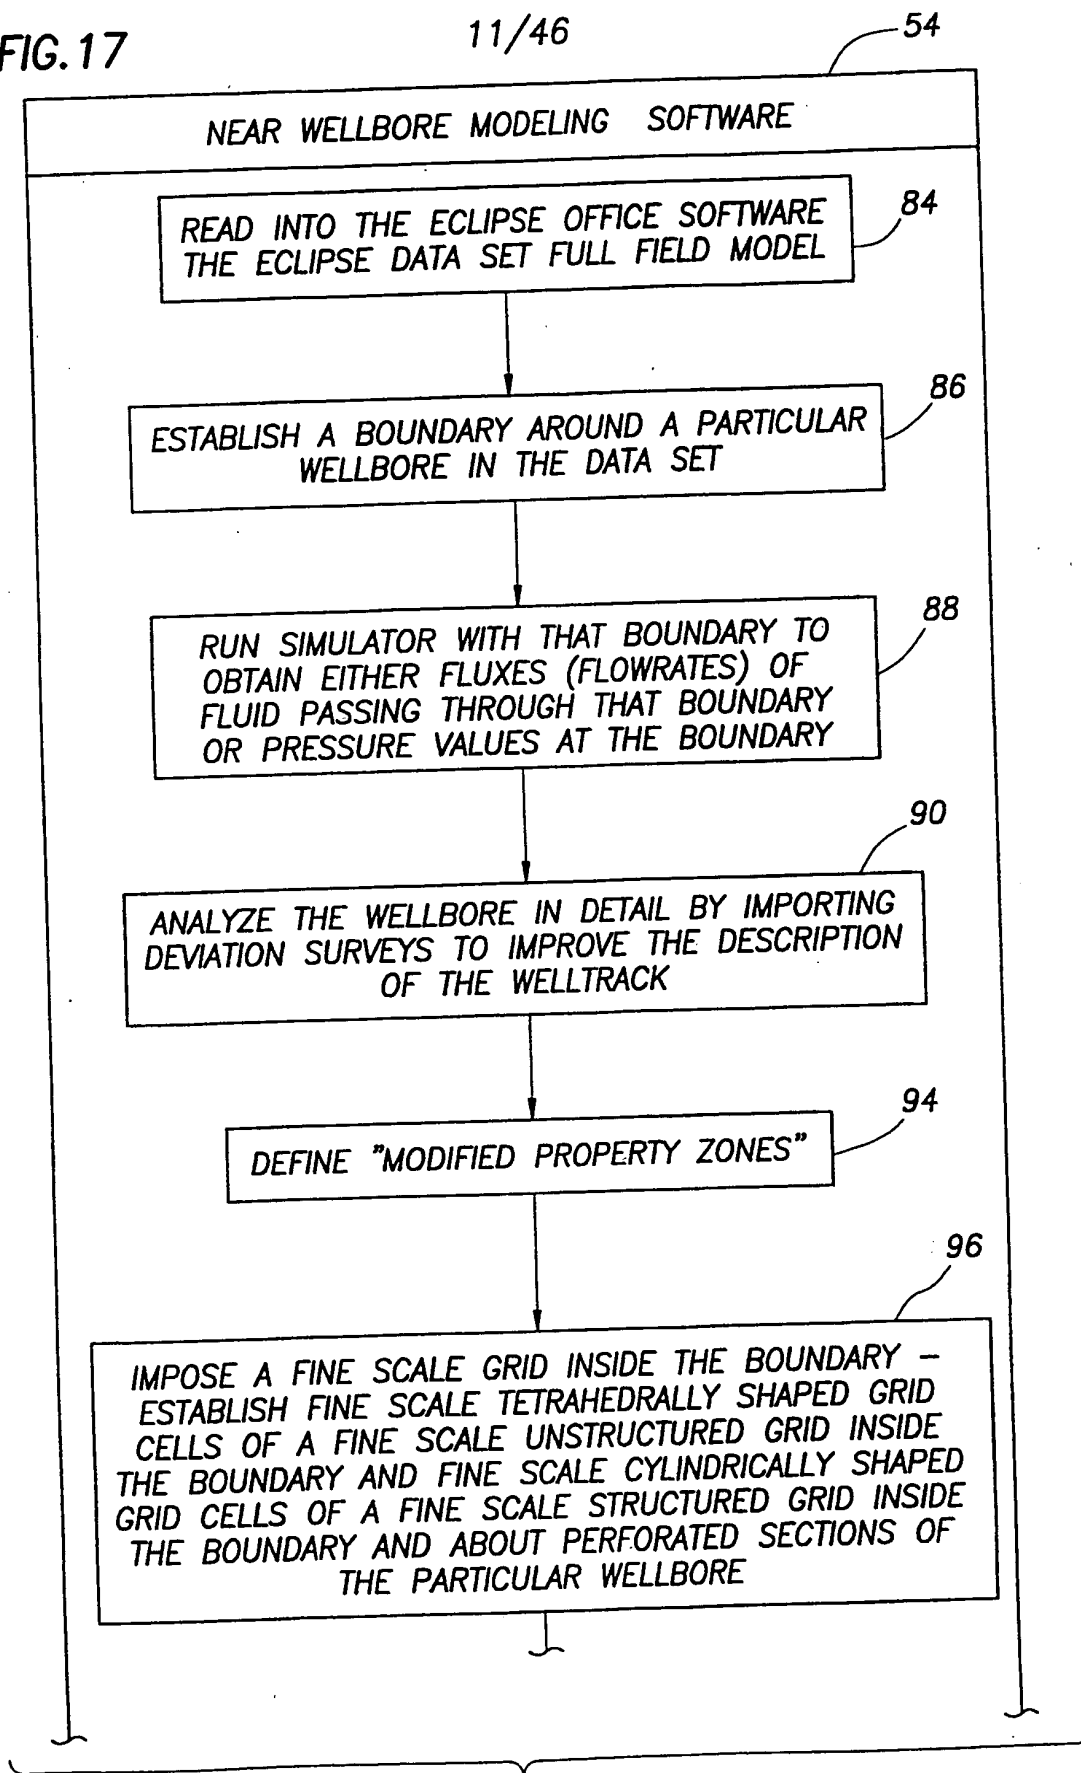 FIG. 17
11/46
54
NEAR WELLBORE MODELING SOFTWARE
READ INTO THE ECLIPSE OFFICE SOFTWARE
THE ECLIPSE DATA SET FULL FIELD MODEL
84
ESTABLISH A BOUNDARY AROUND A PARTICULAR
WELLBORE IN THE DATA SET
86
RUN SIMULATOR WITH THAT BOUNDARY TO
OBTAIN EITHER FLUXES (FLOWRATES) OF
FLUID PASSING THROUGH THAT BOUNDARY
OR PRESSURE VALUES AT THE BOUNDARY
88
ANALYZE THE WELLBORE IN DETAIL BY IMPORTING
DEVIATION SURVEYS TO IMPROVE THE DESCRIPTION
OF THE WELLTRACK
90
DEFINE "MODIFIED PROPERTY ZONES"
94
IMPOSE A FINE SCALE GRID INSIDE THE BOUNDARY –
ESTABLISH FINE SCALE TETRAHEDRALLY SHAPED GRID
CELLS OF A FINE SCALE UNSTRUCTURED GRID INSIDE
THE BOUNDARY AND FINE SCALE CYLINDRICALLY SHAPED
GRID CELLS OF A FINE SCALE STRUCTURED GRID INSIDE
THE BOUNDARY AND ABOUT PERFORATED SECTIONS OF
THE PARTICULAR WELLBORE
96